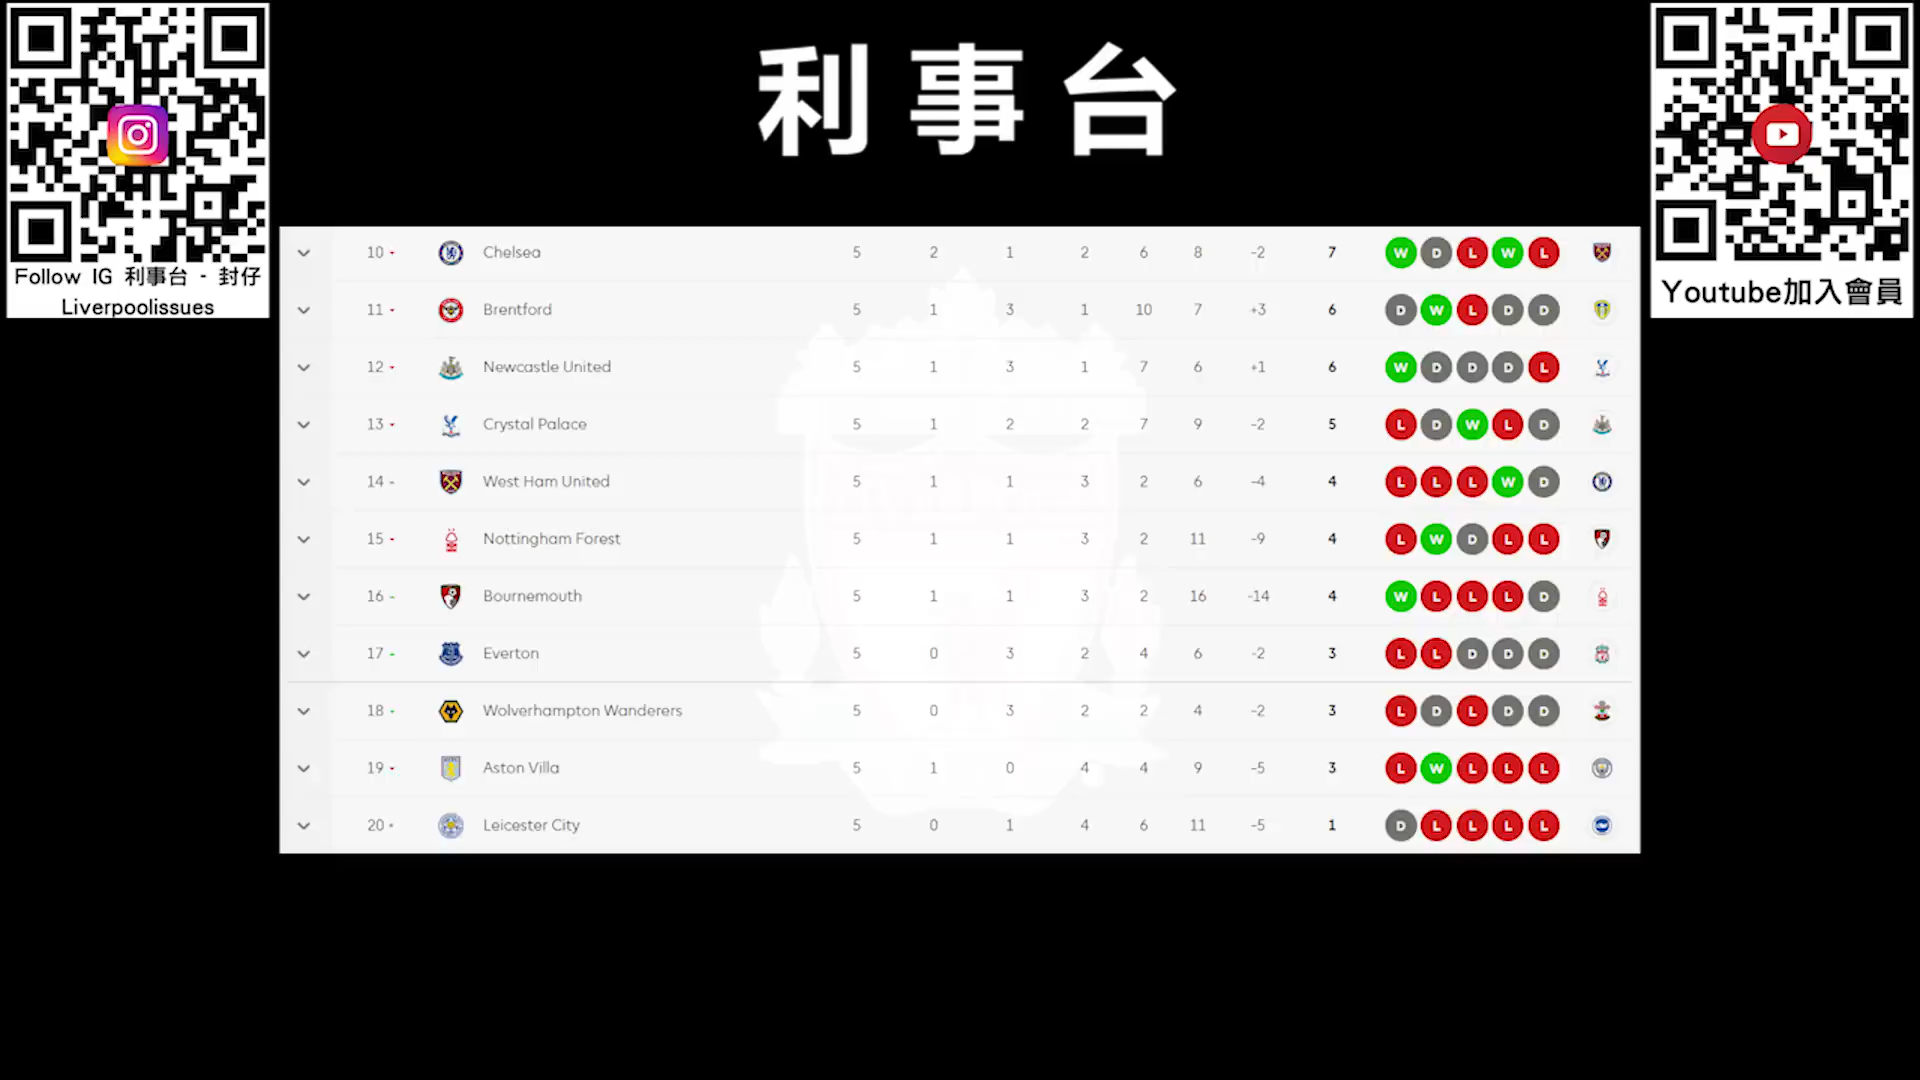 利事台
Follow IG 利事台 - 封仔
Liverpoolissues
Youtube加入會員
10 Chelsea 5 2 1 2 6 8 -2 7 W D L W L
11 Brentford 5 1 3 1 10 7 +3 6 D W L D D
12 Newcastle United 5 1 3 1 7 6 +1 6 W D D D L
13 Crystal Palace 5 1 2 2 7 9 -2 5 L D W L D
14 West Ham United 5 1 1 3 2 6 -4 4 L L L W D
15 Nottingham Forest 5 1 1 3 2 11 -9 4 L W D L L
16 Bournemouth 5 1 1 3 2 16 -14 4 W L L L D
17 Everton 5 0 3 2 4 6 -2 3 L L D D D
18 Wolverhampton Wanderers 5 0 3 2 2 4 -2 3 L D L D D
19 Aston Villa 5 1 0 4 4 9 -5 3 L W L L L
20 Leicester City 5 0 1 4 6 11 -5 1 D L L L L